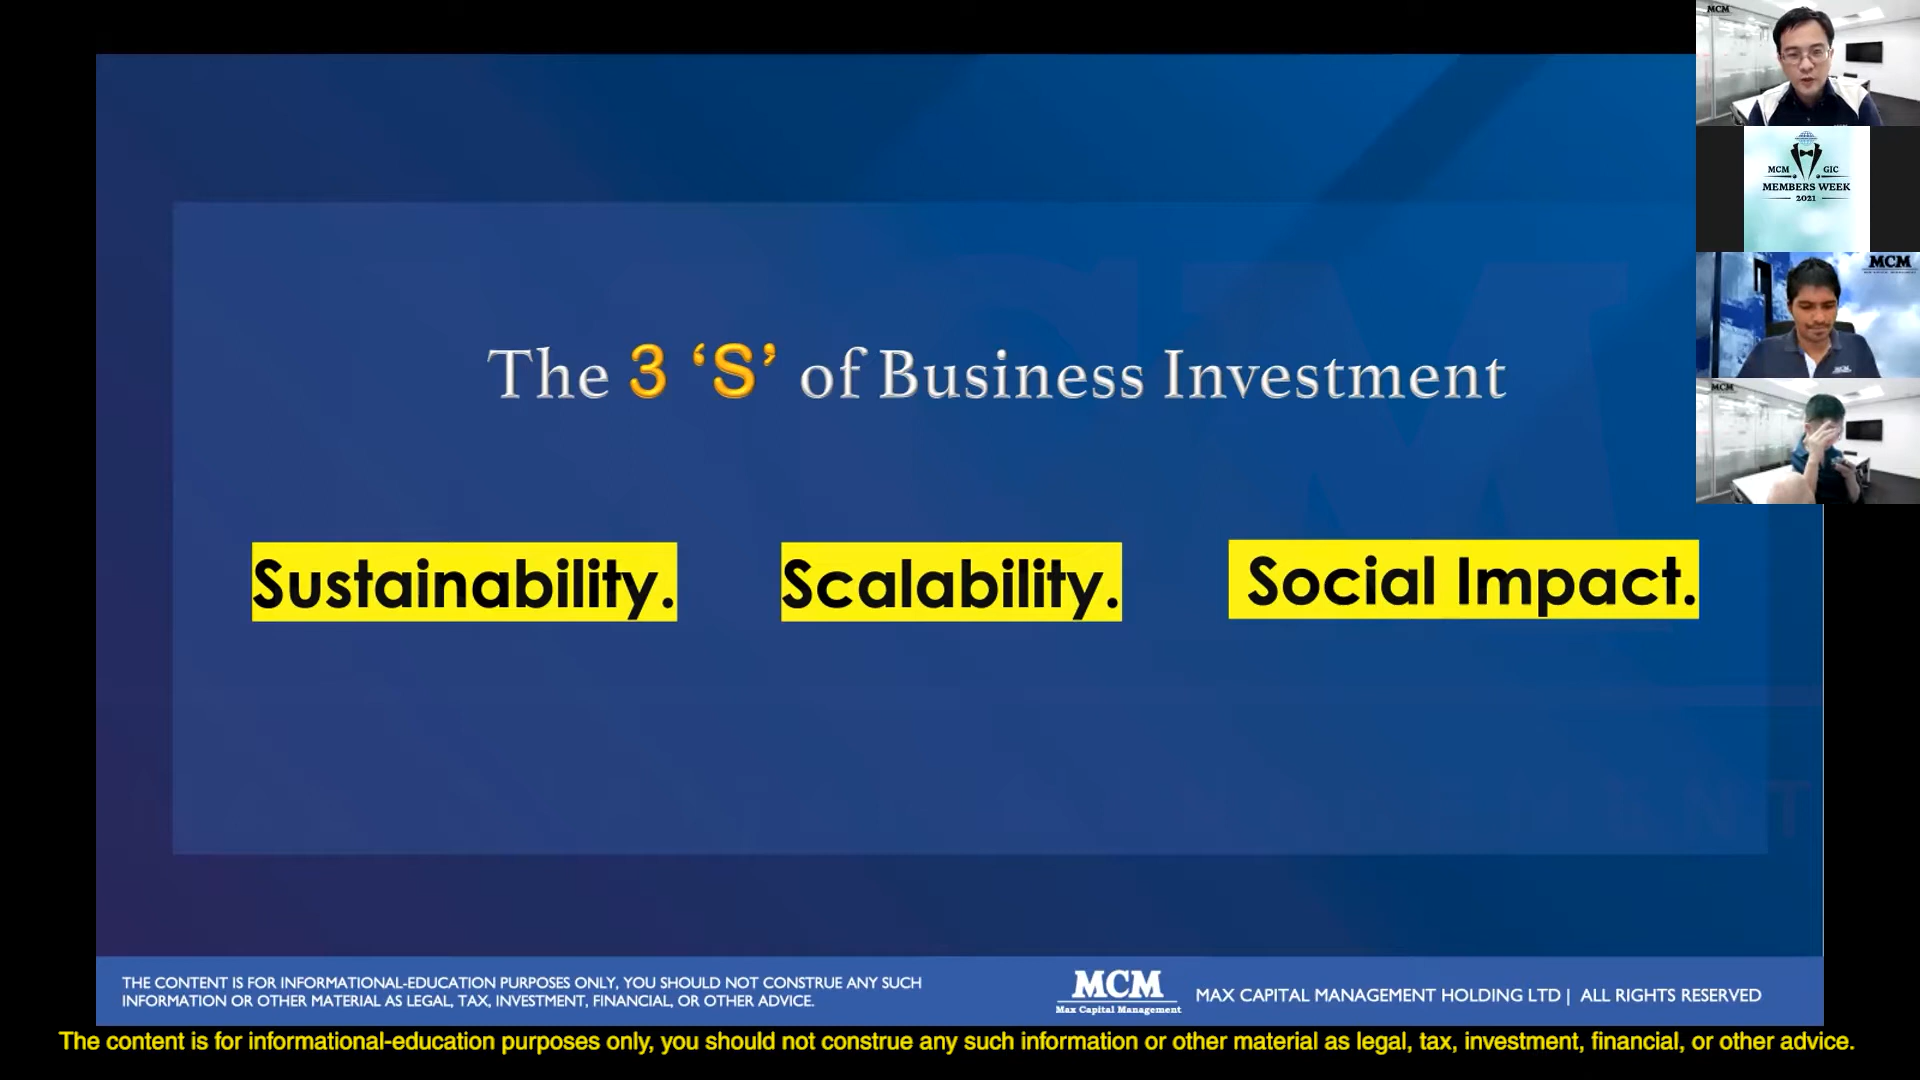 The 3 ‘S’ of Business Investment
Sustainability. Scalability. Social Impact.
THE CONTENT IS FOR INFORMATIONAL-EDUCATION PURPOSES ONLY, YOU SHOULD NOT CONSTRUE ANY SUCH
INFORMATION OR OTHER MATERIAL AS LEGAL, TAX, INVESTMENT, FINANCIAL, OR OTHER ADVICE.
MCM
Max Capital Management
MAX CAPITAL MANAGEMENT HOLDING LTD | ALL RIGHTS RESERVED
The content is for informational-education purposes only, you should not construe any such information or other material as legal, tax, investment, financial, or other advice.
MCM
MCM GIC
MEMBERS WEEK
2021
MCM
MCM